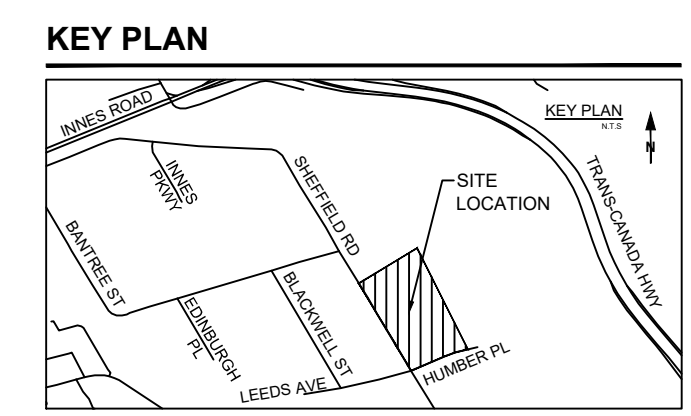 KEY PLAN
INNES ROAD
KEY PLAN
N.T.S
N
INNES
PKWY
SHEFFIELD RD
SITE
LOCATION
TRANS-CANADA HWY
BANTREE ST
EDINBURGH
PL
BLACKWELL ST
LEEDS AVE
HUMBER PL